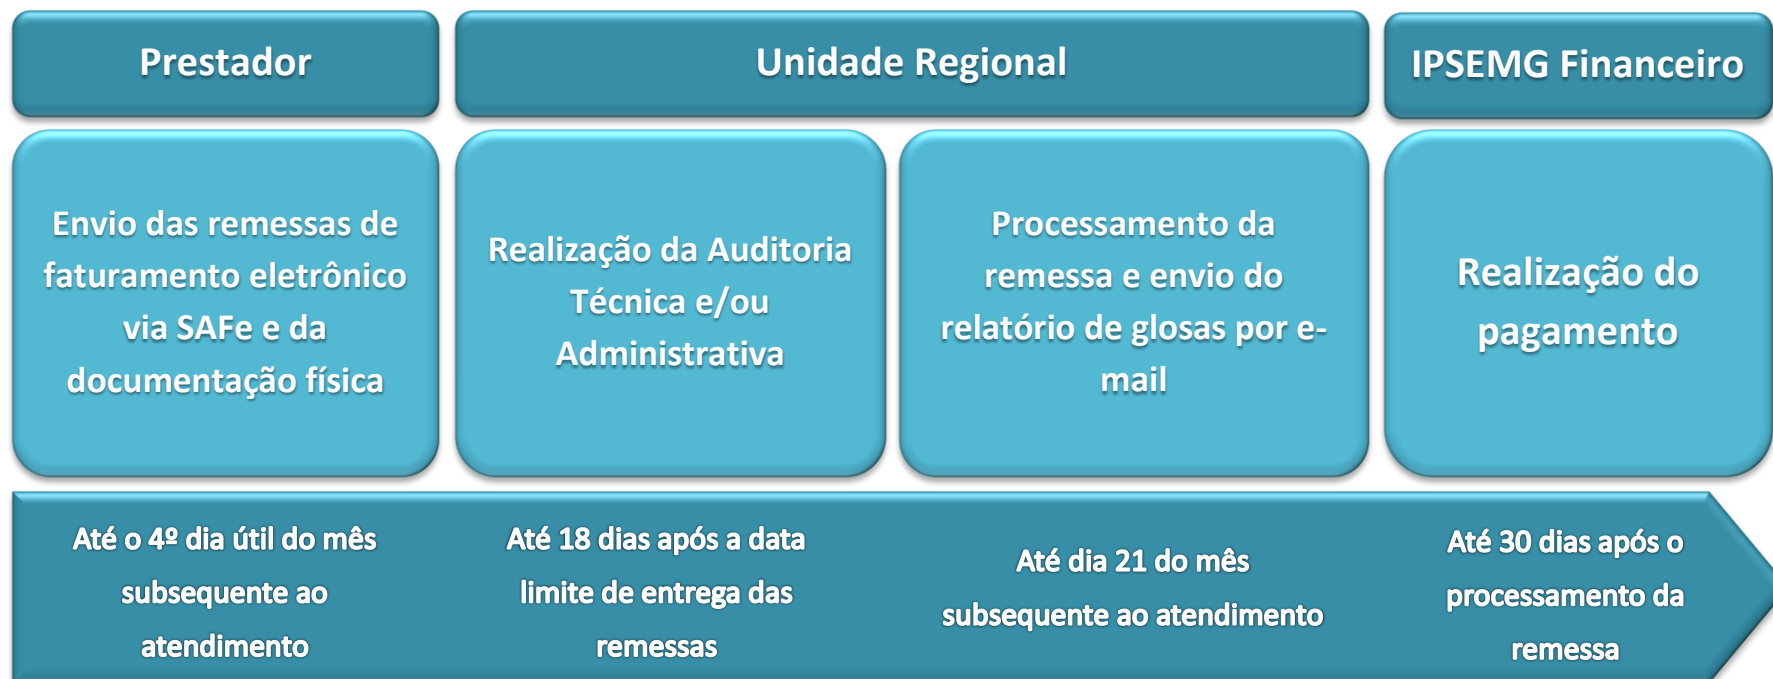 Prestador
Unidade Regional
IPSEMG Financeiro
Envio das remessas de
faturamento eletrônico
via SAFe e da
documentação física
Realização da Auditoria
Técnica e/ou
Administrativa
Processamento da
remessa e envio do
relatório de glosas por e-
mail
Realização do
pagamento
Até o 4º dia útil do mês
subsequente ao
atendimento
Até 18 dias após a data
limite de entrega das
remessas
Até dia 21 do mês
subsequente ao atendimento
Até 30 dias após o
processamento da
remessa